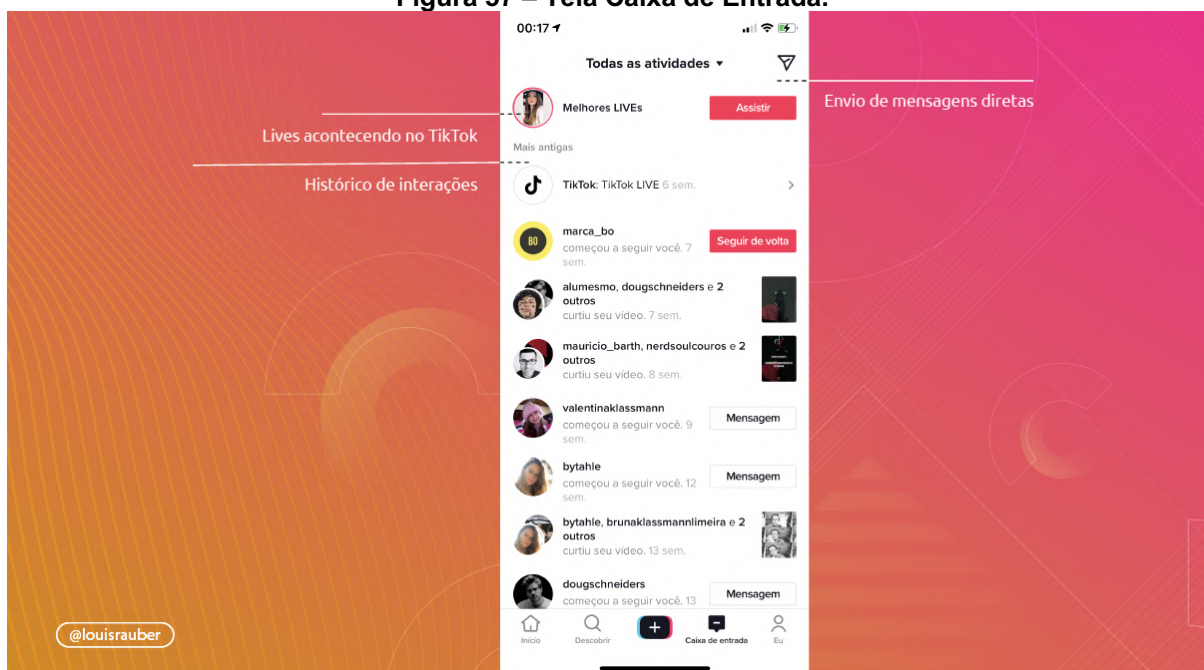 Figura 37 – Tela Caixa de Entrada.
00:17
Todas as atividades
Envio de mensagens diretas
Melhores LIVEs
Assistir
Lives acontecendo no TikTok
Mais antigas
Histórico de interações
TikTok: TikTok LIVE 6 sem.
marca_bo
começou a seguir você. 7
sem.
BO
Seguir de volta
alumesmo, dougschneiders e 2
outros
curtiu seu vídeo. 7 sem.
mauricio_barth, nerdsoulcouros e 2
outros
curtiu seu vídeo. 8 sem.
valentinaklassmann
começou a seguir você. 9
sem.
Mensagem
bytahle
começou a seguir você. 12
sem.
Mensagem
bytahle, brunaklassmannlimeira e 2
outros
curtiu seu vídeo. 13 sem.
dougschneiders
começou a seguir você. 13
Mensagem
Início
Descobrir
Caixa de entrada
Eu
@louisrauber